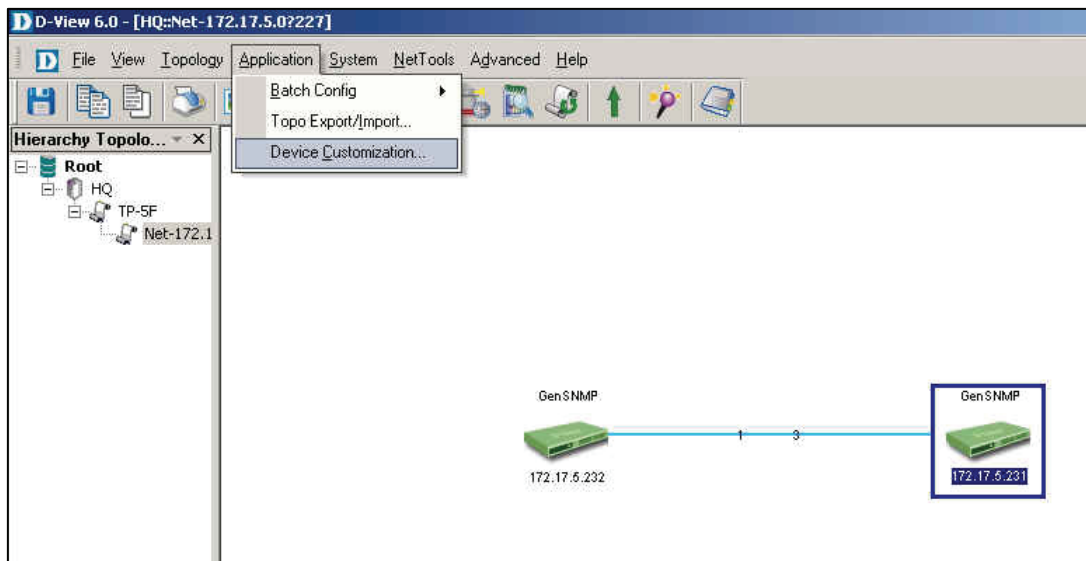 D-View 6.0 - [HQ::Net-172.17.5.0?227]
File View Topology Application System NetTools Advanced Help
Batch Config
Topo Export/Import...
Device Customization...
Hierarchy Topolo...
Root
HQ
TP-5F
Net-172.1
GenSNMP GenSNMP
1 3
172.17.5.232 172.17.5.231